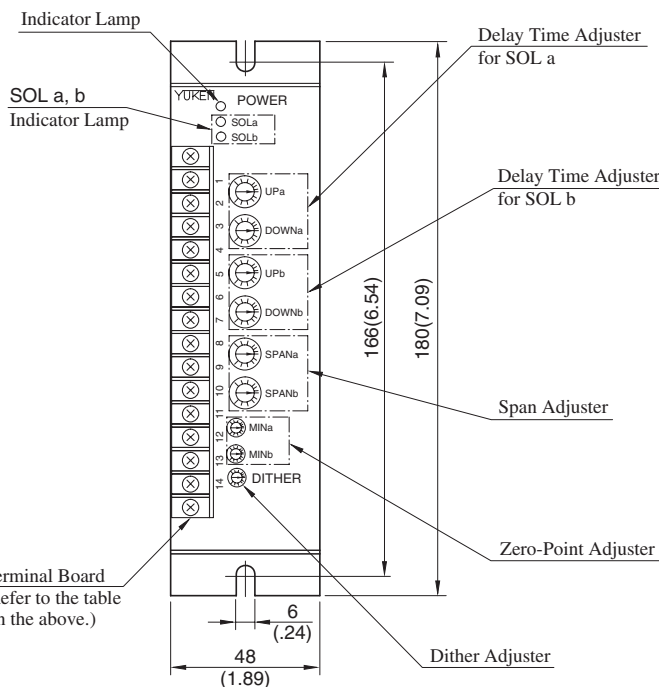 Indicator Lamp
Delay Time Adjuster
for SOL a
SOL a, b
Indicator Lamp
YUKEN
POWER
SOLa
SOLb
1
2
3
4
5
6
7
8
9
10
11
12
13
14
UPa
DOWNa
UPb
DOWNb
SPANa
SPANb
MINa
MINb
DITHER
Delay Time Adjuster
for SOL b
166(6.54)
180(7.09)
Span Adjuster
Zero-Point Adjuster
erminal Board
efer to the table
n the above.)
6
(.24)
48
(1.89)
Dither Adjuster